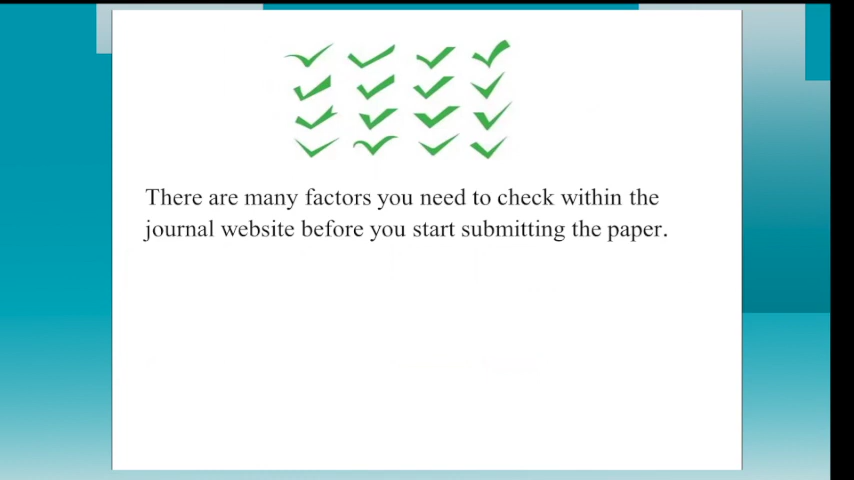 There are many factors you need to check within the
journal website before you start submitting the paper.